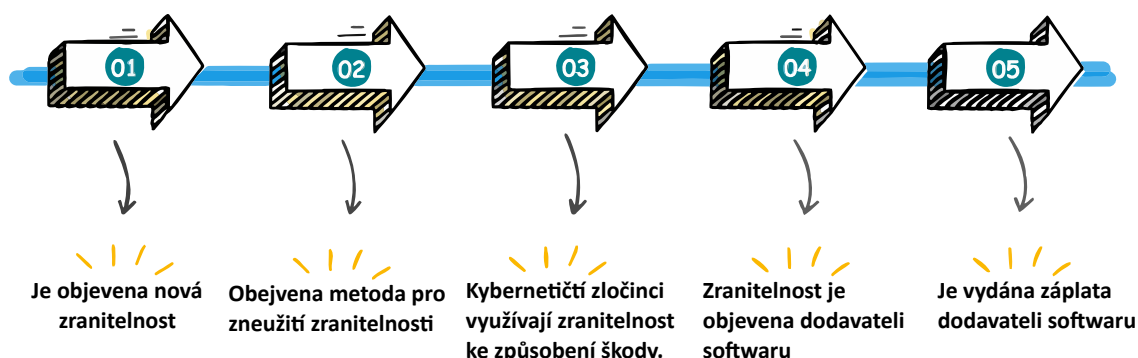 01
02
03
04
05
Je objevena nová
zranitelnost
Obejvena metoda pro
zneužití zranitelnosti
Kybernetičtí zločinci
využívají zranitelnost
ke způsobení škody.
Zranitelnost je
objevena dodavateli
softwaru
Je vydána záplata
dodavateli softwaru